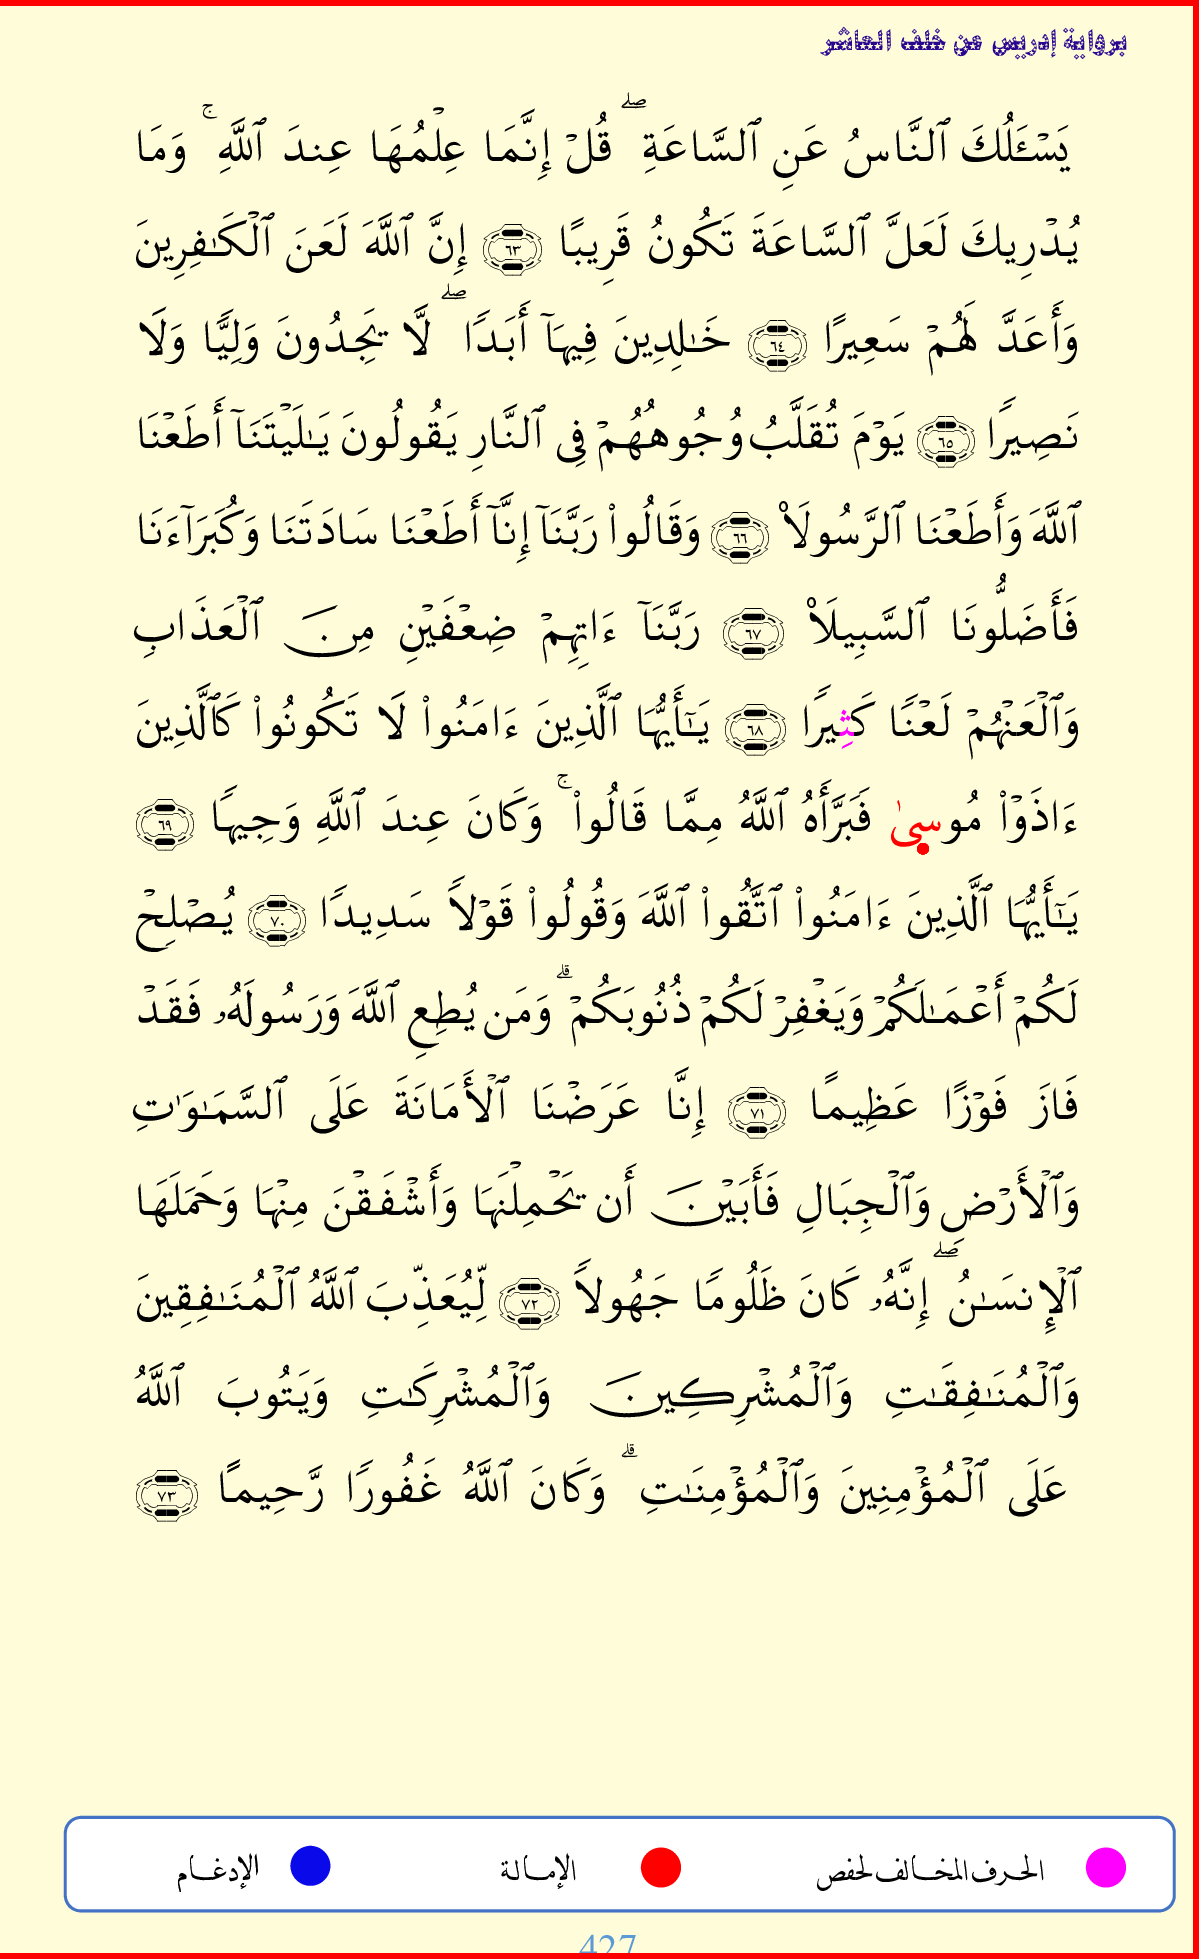 برواية إدريس عن خلف العاشر
يَسْـَٔلُكَ ٱلنَّاسُ عَنِ ٱلسَّاعَةِ ۖ قُلْ إِنَّمَا عِلْمُهَا عِندَ ٱللَّهِ ۚ وَمَا
يُدْرِيكَ لَعَلَّ ٱلسَّاعَةَ تَكُونُ قَرِيبًا ٦٣ إِنَّ ٱللَّهَ لَعَنَ ٱلْكَـٰفِرِينَ
وَأَعَدَّ لَهُمْ سَعِيرًا ٦٤ خَـٰلِدِينَ فِيهَآ أَبَدًا ۖ لَّا يَجِدُونَ وَلِيًّا وَلَا
نَصِيرًا ٦٥ يَوْمَ تُقَلَّبُ وُجُوهُهُمْ فِى ٱلنَّارِ يَقُولُونَ يَـٰلَيْتَنَآ أَطَعْنَا
ٱللَّهَ وَأَطَعْنَا ٱلرَّسُولَا۠ ٦٦ وَقَالُوا۟ رَبَّنَآ إِنَّآ أَطَعْنَا سَادَتَنَا وَكُبَرَآءَنَا
فَأَضَلُّونَا ٱلسَّبِيلَا۠ ٦٧ رَبَّنَآ ءَاتِهِمْ ضِعْفَيْنِ مِنَ ٱلْعَذَابِ
وَٱلْعَنْهُمْ لَعْنًا كَثِيرًا ٦٨ يَـٰٓأَيُّهَا ٱلَّذِينَ ءَامَنُوا۟ لَا تَكُونُوا۟ كَٱلَّذِينَ
ءَاذَوْا۟ مُوسِىٰ فَبَرَّأَهُ ٱللَّهُ مِمَّا قَالُوا۟ ۚ وَكَانَ عِندَ ٱللَّهِ وَجِيهًا ٦٩
يَـٰٓأَيُّهَا ٱلَّذِينَ ءَامَنُوا۟ ٱتَّقُوا۟ ٱللَّهَ وَقُولُوا۟ قَوْلًا سَدِيدًا ٧٠ يُصْلِحْ
لَكُمْ أَعْمَـٰلَكُمْ وَيَغْفِرْ لَكُمْ ذُنُوبَكُمْ ۗ وَمَن يُطِعِ ٱللَّهَ وَرَسُولَهُۥ فَقَدْ
فَازَ فَوْزًا عَظِيمًا ٧١ إِنَّا عَرَضْنَا ٱلْأَمَانَةَ عَلَى ٱلسَّمَـٰوَٰتِ
وَٱلْأَرْضِ وَٱلْجِبَالِ فَأَبَيْنَ أَن يَحْمِلْنَهَا وَأَشْفَقْنَ مِنْهَا وَحَمَلَهَا
ٱلْإِنسَـٰنُ ۖ إِنَّهُۥ كَانَ ظَلُومًا جَهُولًا ٧٢ لِّيُعَذِّبَ ٱللَّهُ ٱلْمُنَـٰفِقِينَ
وَٱلْمُنَـٰفِقَـٰتِ وَٱلْمُشْرِكِينَ وَٱلْمُشْرِكَـٰتِ وَيَتُوبَ ٱللَّهُ
عَلَى ٱلْمُؤْمِنِينَ وَٱلْمُؤْمِنَـٰتِ ۗ وَكَانَ ٱللَّهُ غَفُورًا رَّحِيمًا ٧٣
الحرف المخالف لحفص الإمالة الإدغام
427